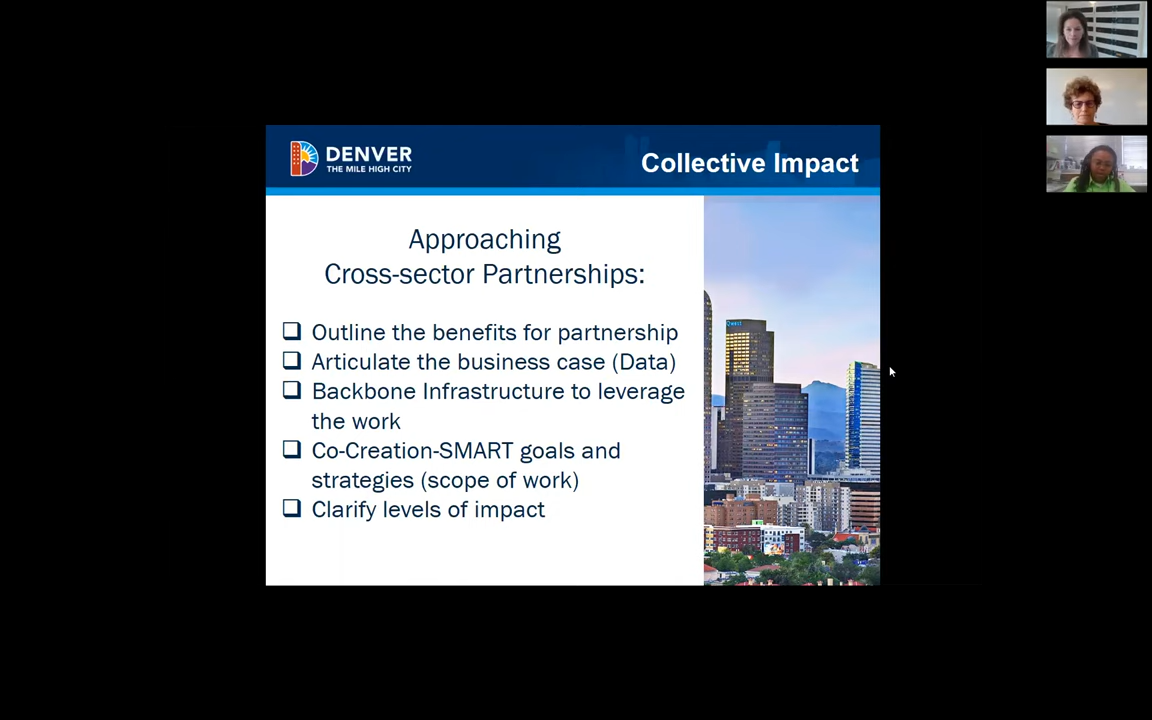 DENVER
THE MILE HIGH CITY
Collective Impact
Approaching
Cross-sector Partnerships:
❑ Outline the benefits for partnership
❑ Articulate the business case (Data)
❑ Backbone Infrastructure to leverage
the work
❑ Co-Creation-SMART goals and
strategies (scope of work)
❑ Clarify levels of impact
Qwest